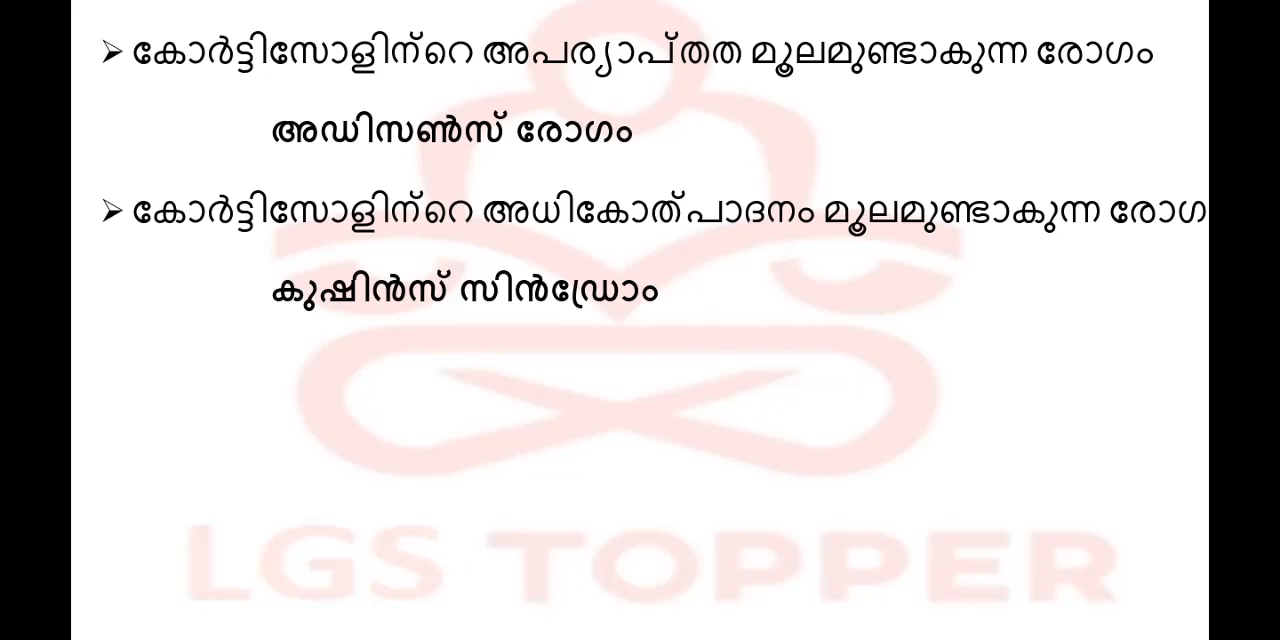 ➢ കോർട്ടിസോളിന്റെ അപര്യാപ്തത മൂലമുണ്ടാകുന്ന രോഗം
അഡിസൺസ് രോഗം
➢ കോർട്ടിസോളിന്റെ അധികോത്പാദനം മൂലമുണ്ടാകുന്ന രോഗ
കുഷിൻസ് സിൻഡ്രോം
LGS TOPPER